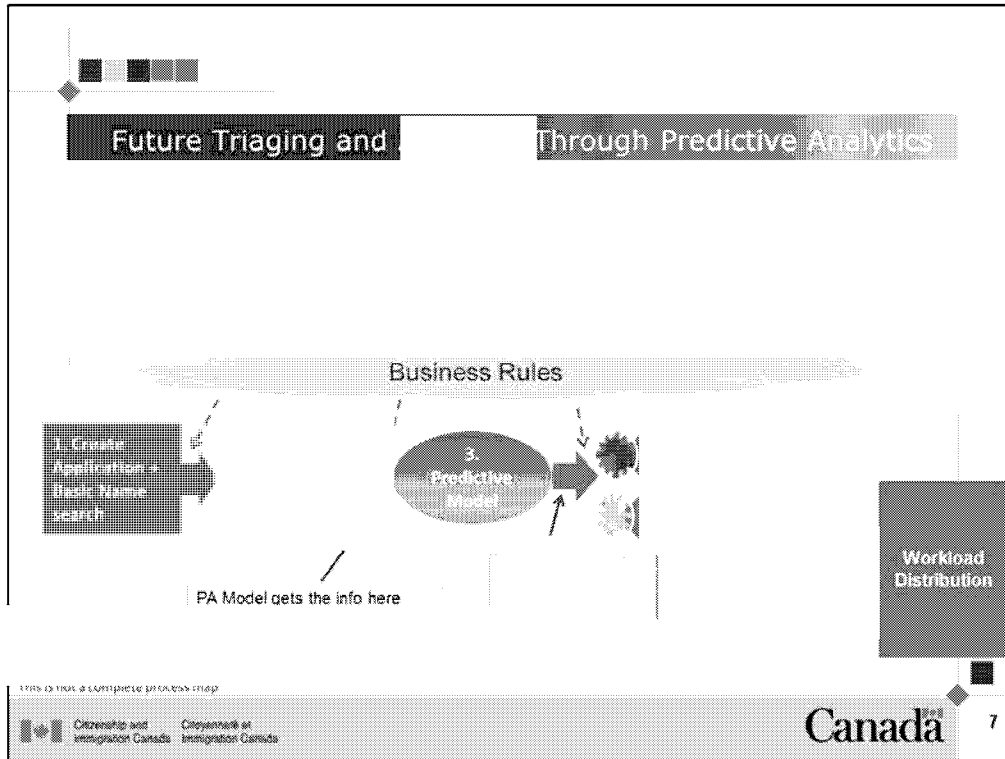 Future Triaging and Through Predictive Analytics
Business Rules
1. Create
Application +
Basic Name
search
3.
Predictive
Model
PA Model gets the info here
Workload
Distribution
This is not a complete process map
Citizenship and
Immigration Canada
Citoyenneté et
Immigration Canada
Canada
7